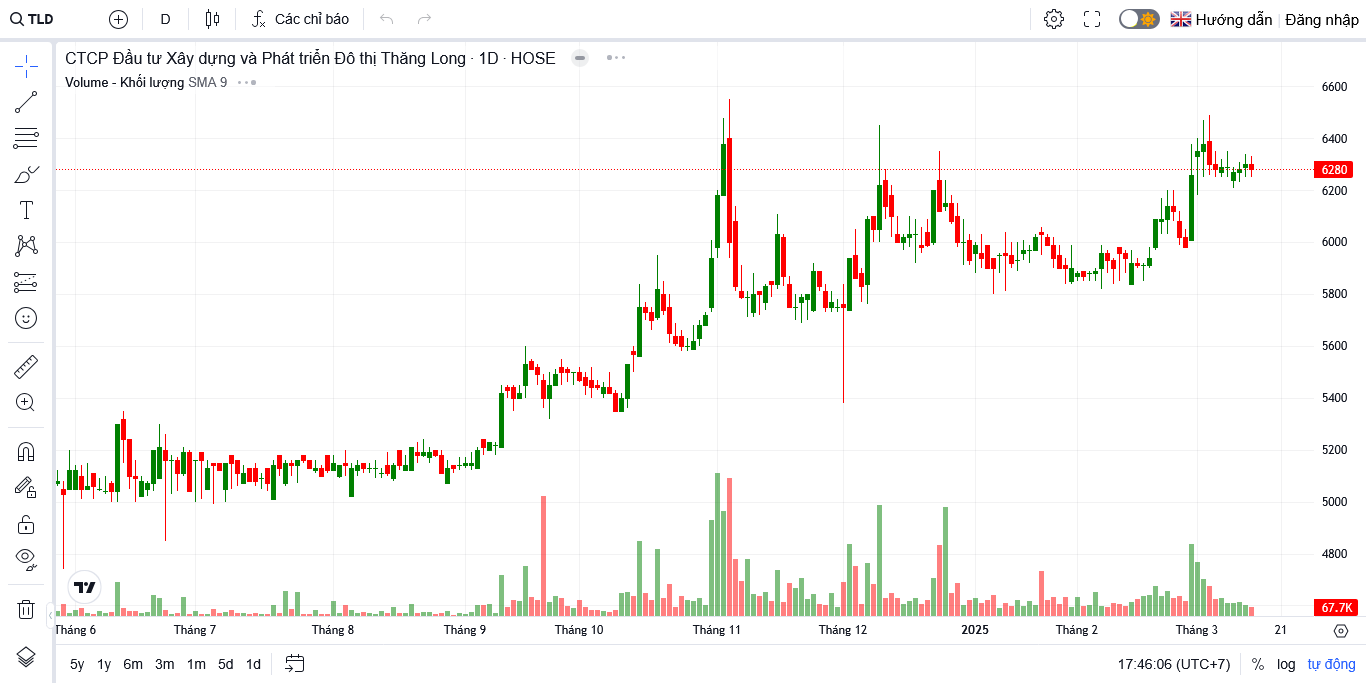 TLD D Các chỉ báo Hướng dẫn Đăng nhập
CTCP Đầu tư Xây dựng và Phát triển Đô thị Thăng Long · 1D · HOSE
Volume - Khối lượng SMA 9
6600
6400
6280
6200
6000
5800
5600
5400
5200
5000
4800
67.7K
Tháng 6 Tháng 7 Tháng 8 Tháng 9 Tháng 10 Tháng 11 Tháng 12 2025 Tháng 2 Tháng 3 21
5y 1y 6m 3m 1m 5d 1d 17:46:06 (UTC+7) % log tự động